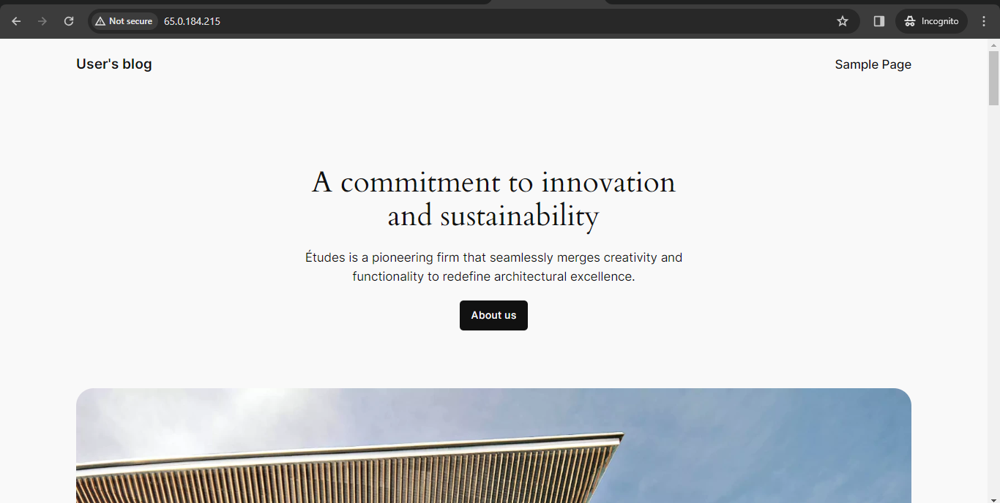 Not secure 65.0.184.215 Incognito
User's blog Sample Page
A commitment to innovation
and sustainability
Études is a pioneering firm that seamlessly merges creativity and
functionality to redefine architectural excellence.
About us